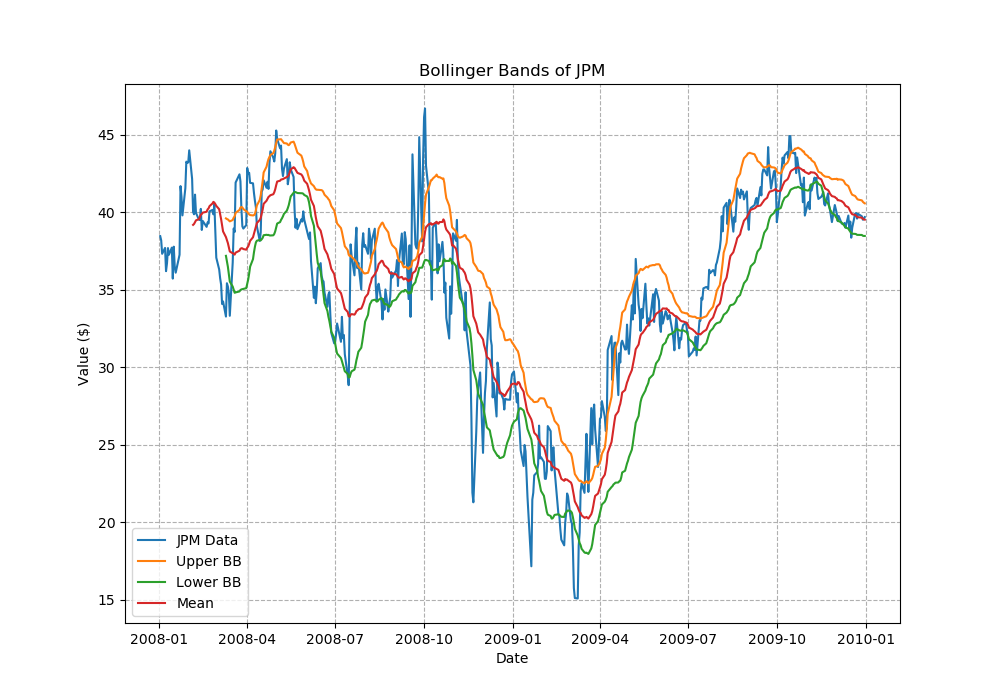 Bollinger Bands of JPM
45
40
35
30
25
20
15
Value ($)
JPM Data
Upper BB
Lower BB
Mean
2008-01 2008-04 2008-07 2008-10 2009-01 2009-04 2009-07 2009-10 2010-01
Date